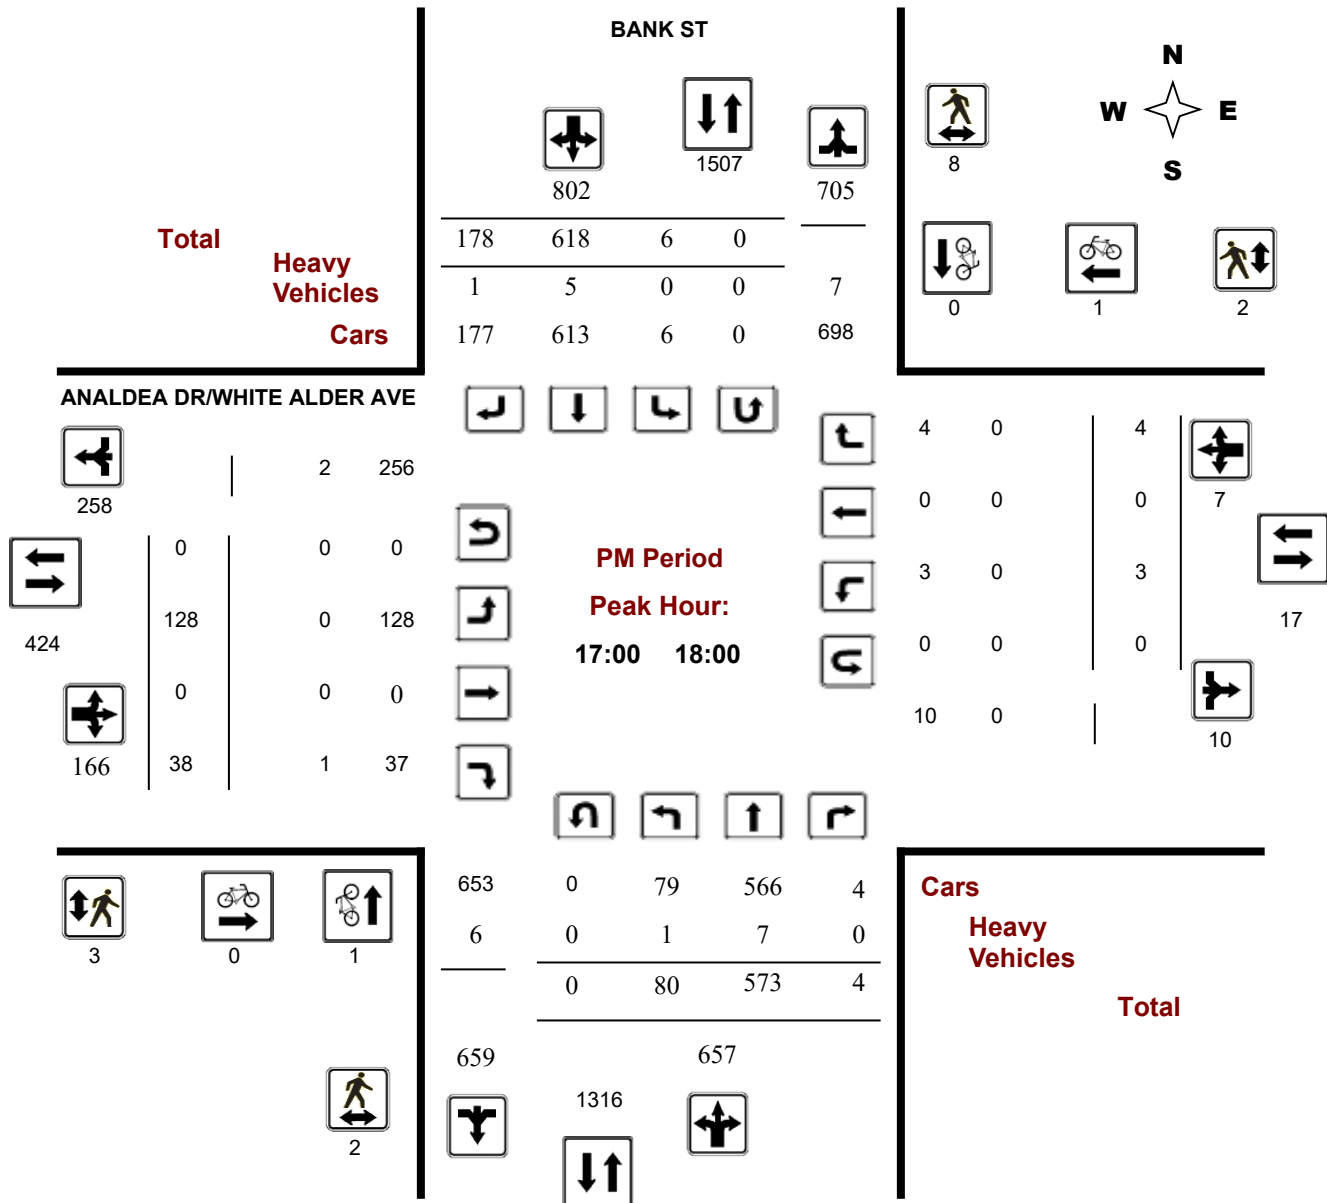 BANK ST
N
W E
S
1507
8
802 705
Total
178 618 6 0
Heavy
Vehicles
1 5 0 0 7
0 1 2
Cars
177 613 6 0 698
ANALDEA DR/WHITE ALDER AVE
4 0 4
2 256
258
0 0 0 7
0 0 0
PM Period
3 0 3
Peak Hour:
128 0 128
17
424
17:00 18:00
0 0 0
0 0 0
10 0
10
166 38 1 37
653 0 79 566 4
Cars
6 0 1 7 0
Heavy
Vehicles
3 0 1
0 80 573 4
Total
659 657
1316
2